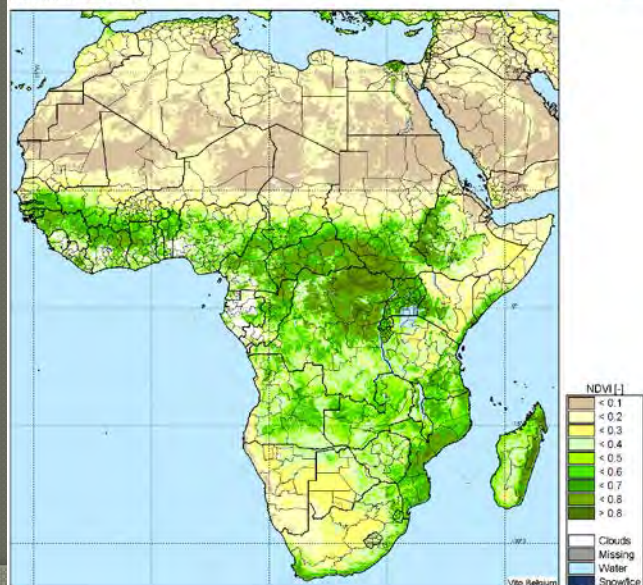 NDVI [-]
< 0.1
< 0.2
< 0.3
< 0.4
< 0.5
< 0.6
< 0.7
< 0.8
> 0.8
Clouds
Missing
Water
Snow/ice
Vito Belgium
0°